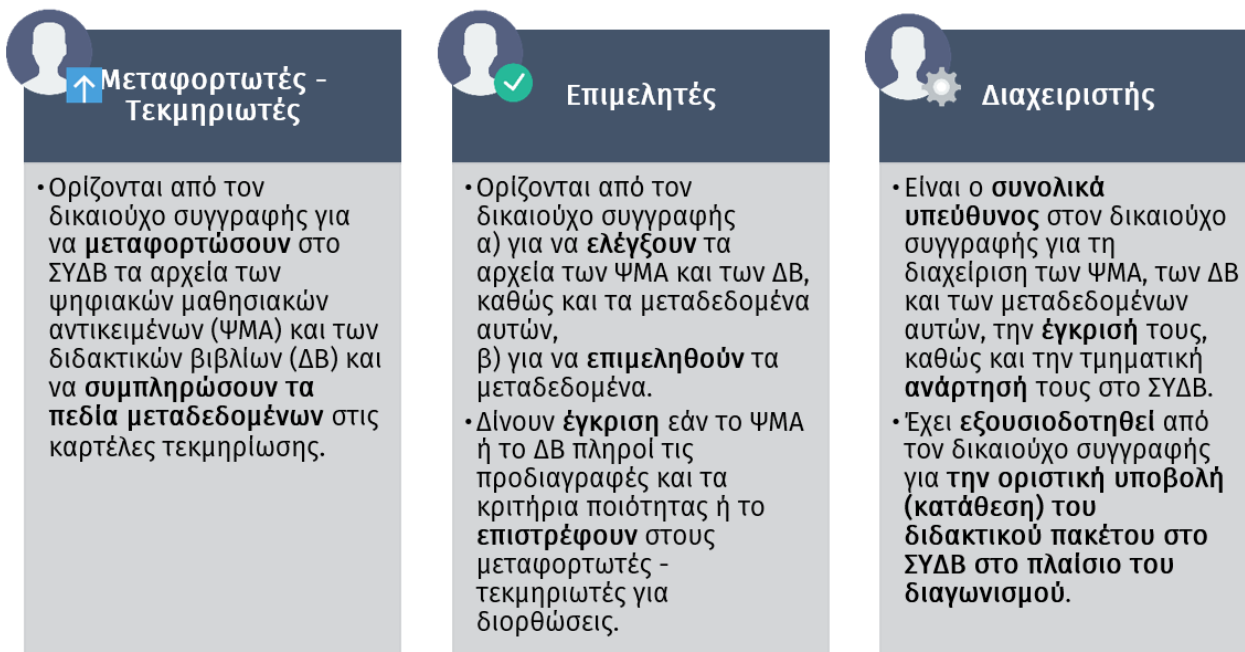 Μεταφορτωτές -
Τεκμηριωτές
•Ορίζονται από τον
δικαιούχο συγγραφής για
να μεταφορτώσουν στο
ΣΥΔΒ τα αρχεία των
ψηφιακών μαθησιακών
αντικειμένων (ΨΜΑ) και των
διδακτικών βιβλίων (ΔΒ) και
να συμπληρώσουν τα
πεδία μεταδεδομένων στις
καρτέλες τεκμηρίωσης.
Επιμελητές
•Ορίζονται από τον
δικαιούχο συγγραφής
α) για να ελέγξουν τα
αρχεία των ΨΜΑ και των ΔΒ,
καθώς και τα μεταδεδομένα
αυτών,
β) για να επιμεληθούν τα
μεταδεδομένα.
•Δίνουν έγκριση εάν το ΨΜΑ
ή το ΔΒ πληροί τις
προδιαγραφές και τα
κριτήρια ποιότητας ή το
επιστρέφουν στους
μεταφορτωτές -
τεκμηριωτές για
διορθώσεις.
Διαχειριστής
•Είναι ο συνολικά
υπεύθυνος στον δικαιούχο
συγγραφής για τη
διαχείριση των ΨΜΑ, των ΔΒ
και των μεταδεδομένων
αυτών, την έγκρισή τους,
καθώς και την τμηματική
ανάρτησή τους στο ΣΥΔΒ.
•Έχει εξουσιοδοτηθεί από
τον δικαιούχο συγγραφής
για την οριστική υποβολή
(κατάθεση) του
διδακτικού πακέτου στο
ΣΥΔΒ στο πλαίσιο του
διαγωνισμού.